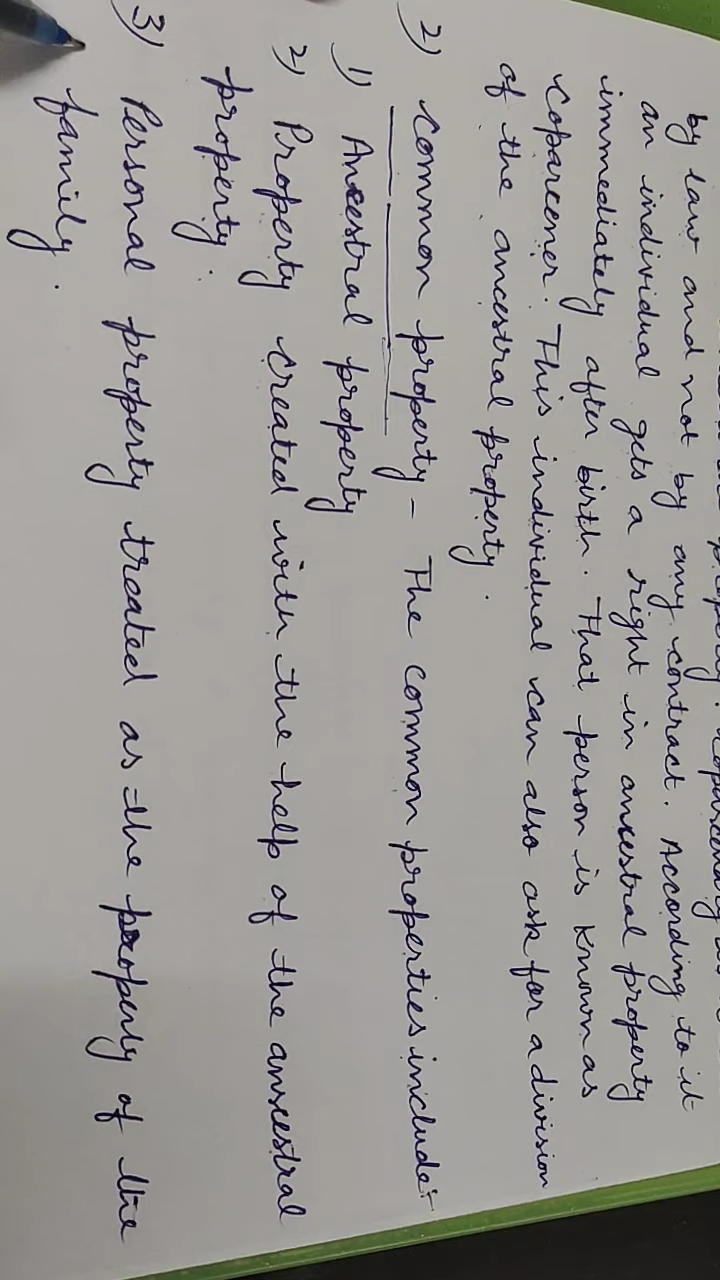 by law and not by any contract. According to it
an individual gets a right in ancestral property
immediately after birth. That person is known as
coparcener. This individual can also ask for a division
of the ancestral property.
2) Common property - The common properties include:-
1) Ancestral property
2) Property created with the help of the ancestral
property.
3) Personal property treated as the property of the
family.